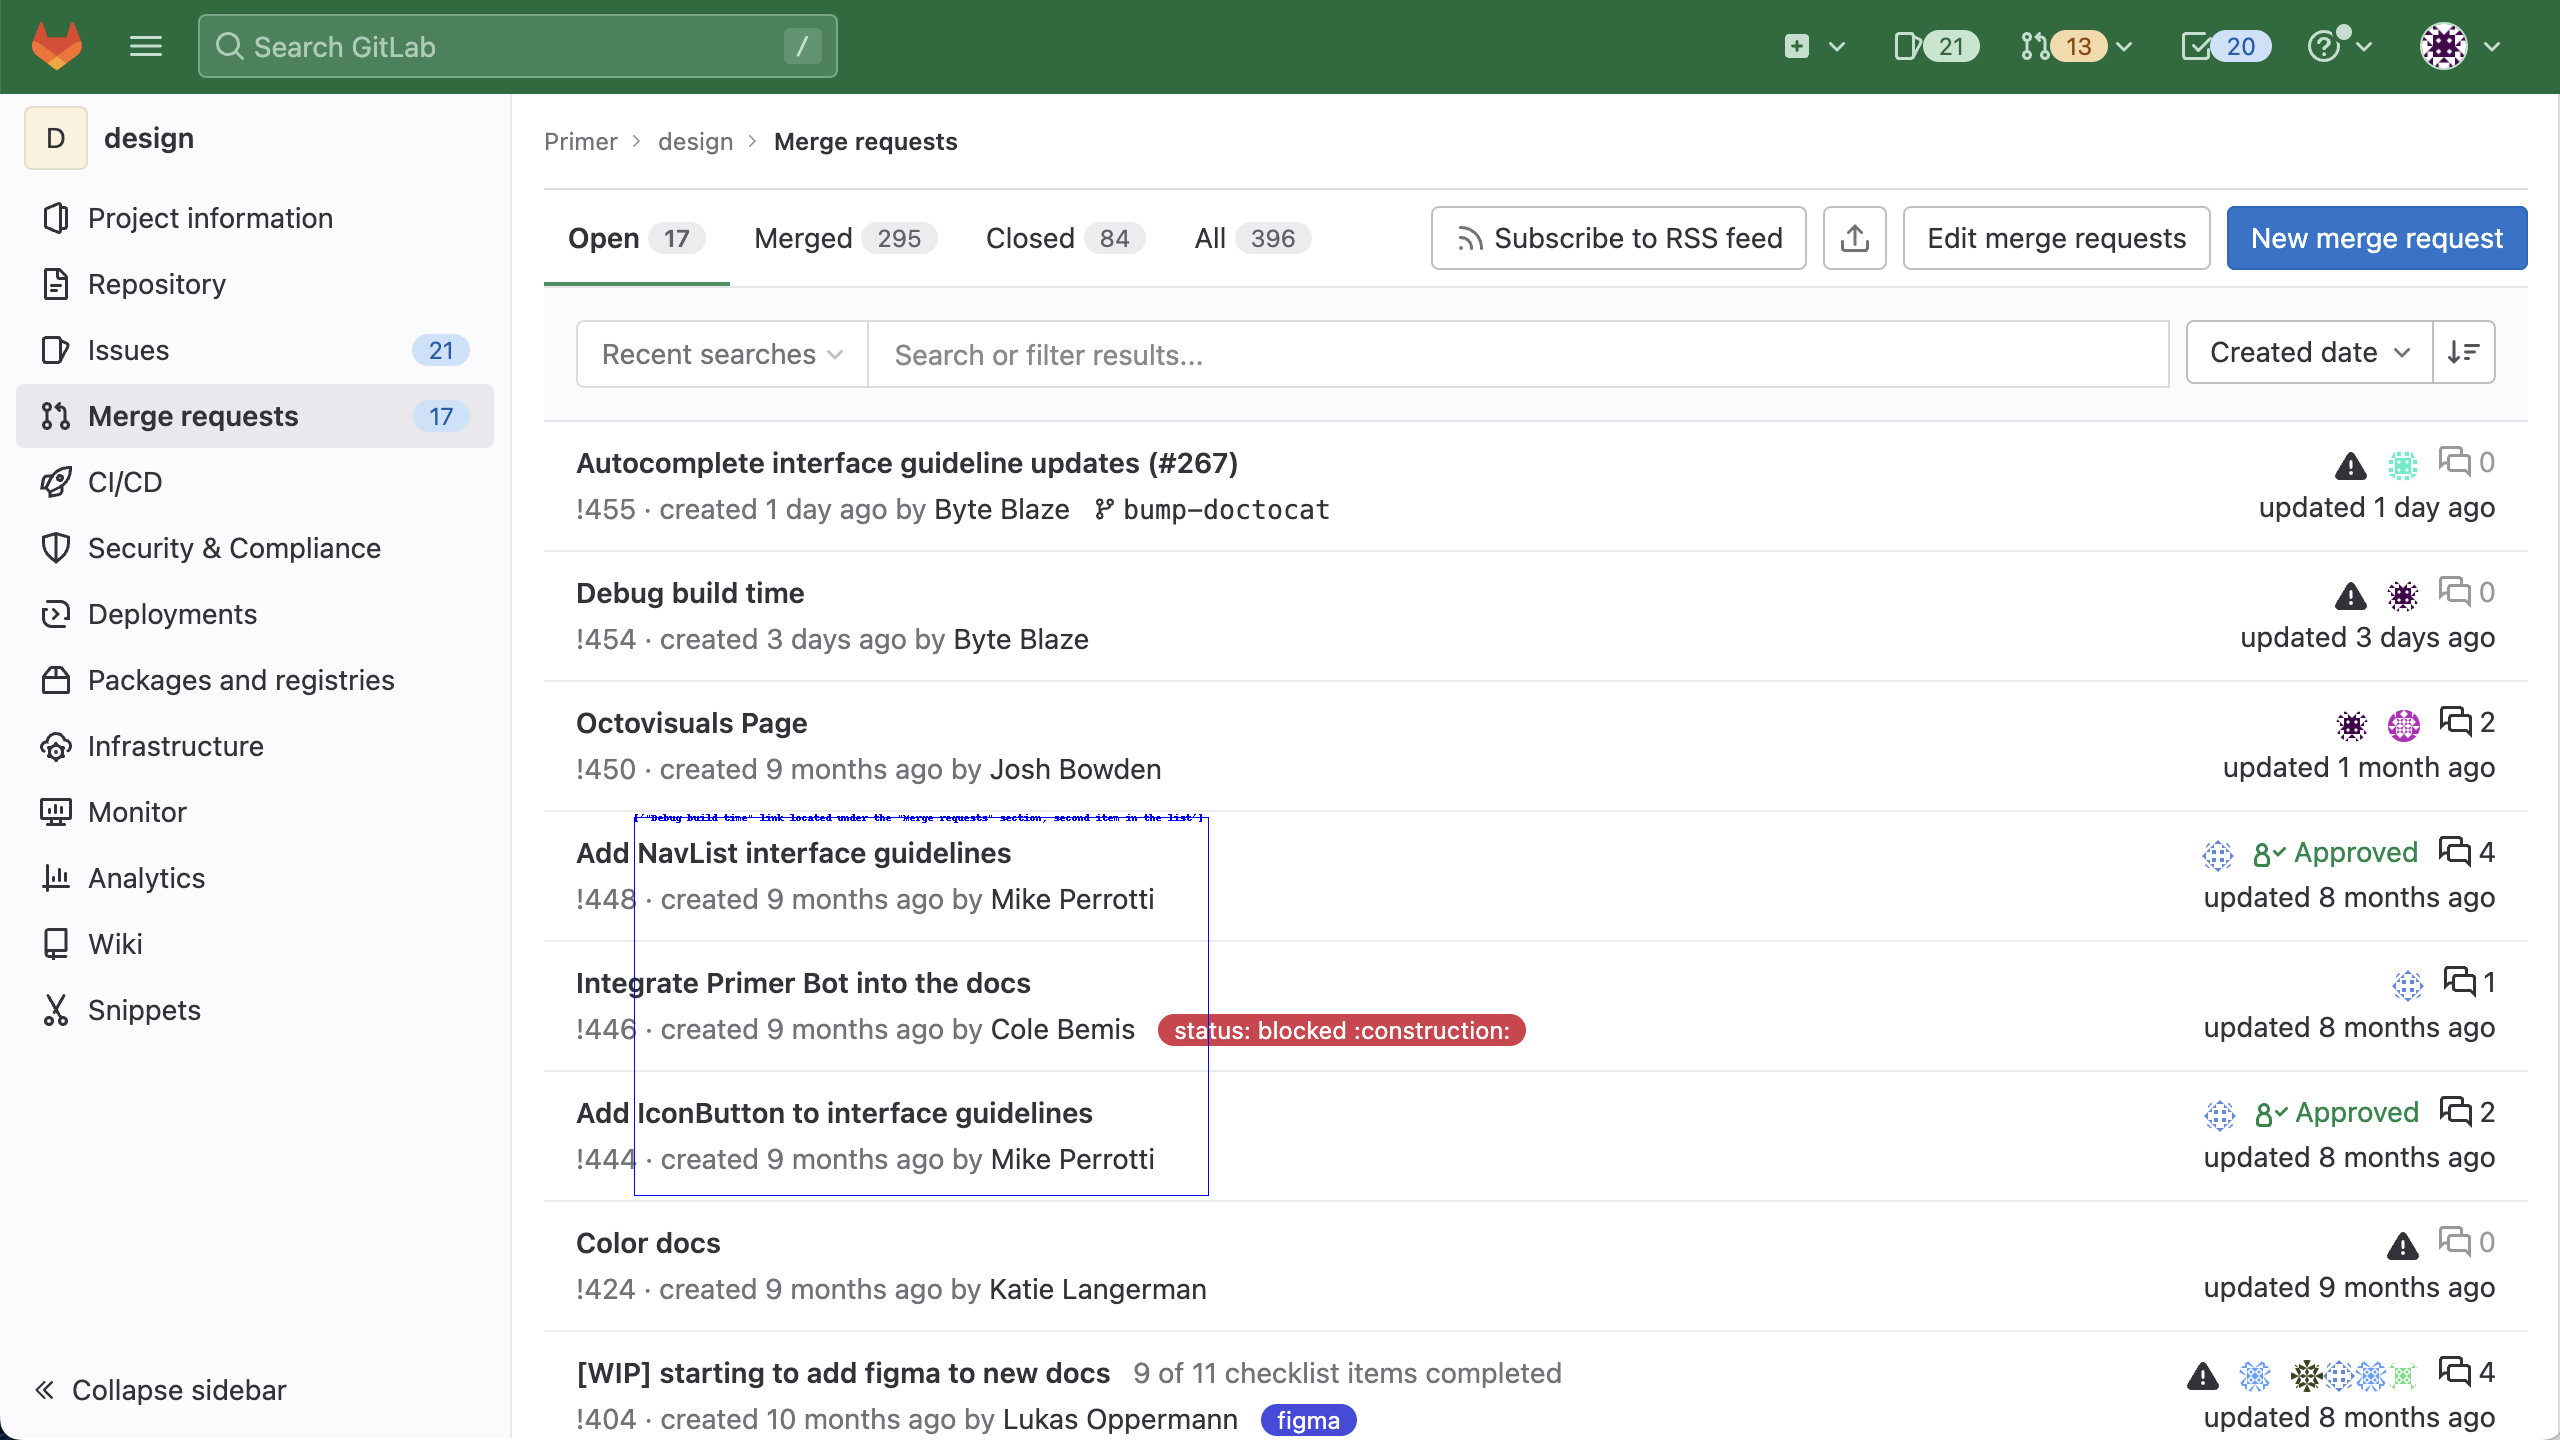 Search GitLab
/
21
13
20
D
design
Project information
Repository
Issues
21
Merge requests
17
CI/CD
Security & Compliance
Deployments
Packages and registries
Infrastructure
Monitor
Analytics
Wiki
Snippets
Collapse sidebar
Primer
design
Merge requests
Open 17
Merged 295
Closed 84
All 396
Subscribe to RSS feed
Edit merge requests
New merge request
Recent searches
Search or filter results...
Created date
Autocomplete interface guideline updates (#267)
0
!455 · created 1 day ago by Byte Blaze bump-doctocat
updated 1 day ago
Debug build time
0
!454 · created 3 days ago by Byte Blaze
updated 3 days ago
Octovisuals Page
2
!450 · created 9 months ago by Josh Bowden
updated 1 month ago
['"Debug build time" link located under the "Merge requests" section, second item in the list']
Add NavList interface guidelines
Approved 4
!448 · created 9 months ago by Mike Perrotti
updated 8 months ago
Integrate Primer Bot into the docs
1
!446 · created 9 months ago by Cole Bemis status: blocked :construction:
updated 8 months ago
Add IconButton to interface guidelines
Approved 2
!444 · created 9 months ago by Mike Perrotti
updated 8 months ago
Color docs
0
!424 · created 9 months ago by Katie Langerman
updated 9 months ago
[WIP] starting to add figma to new docs 9 of 11 checklist items completed
4
!404 · created 10 months ago by Lukas Oppermann figma
updated 8 months ago